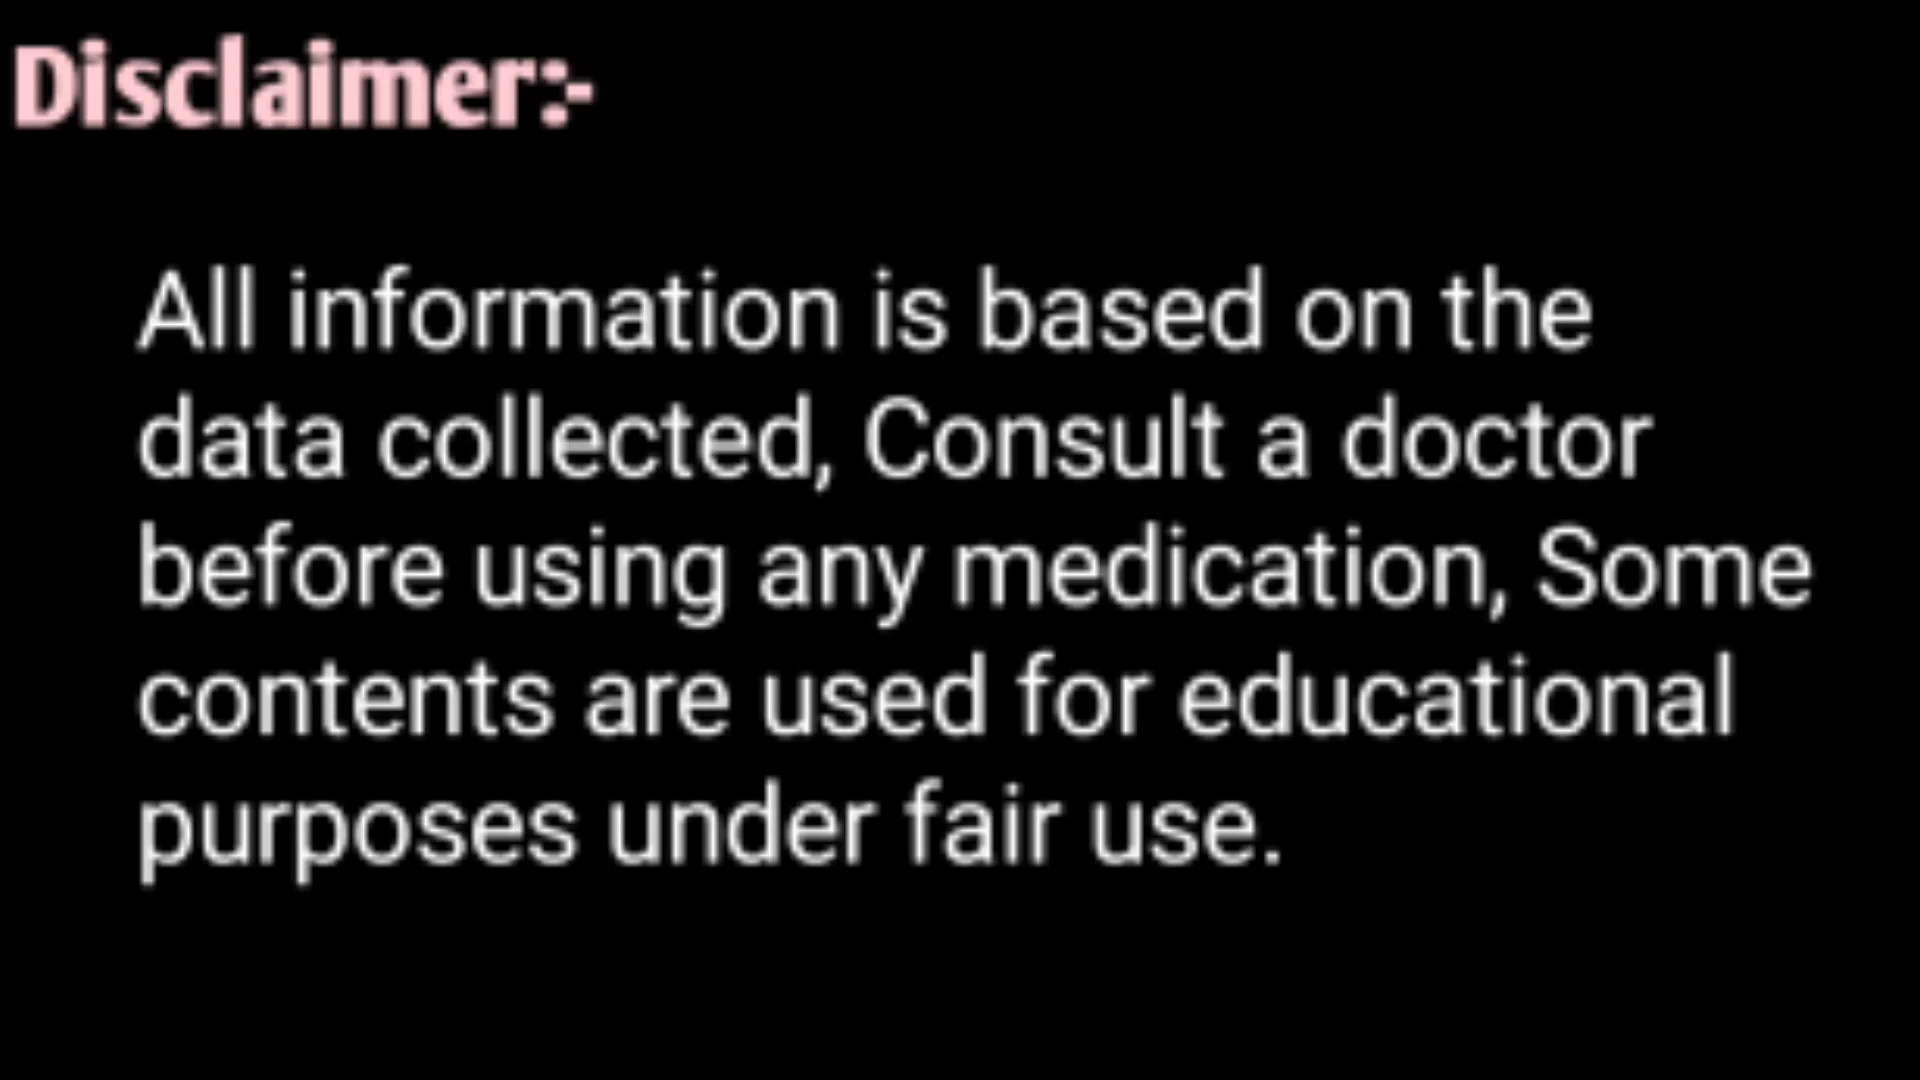 Disclaimer:-
All information is based on the
data collected, Consult a doctor
before using any medication, Some
contents are used for educational
purposes under fair use.